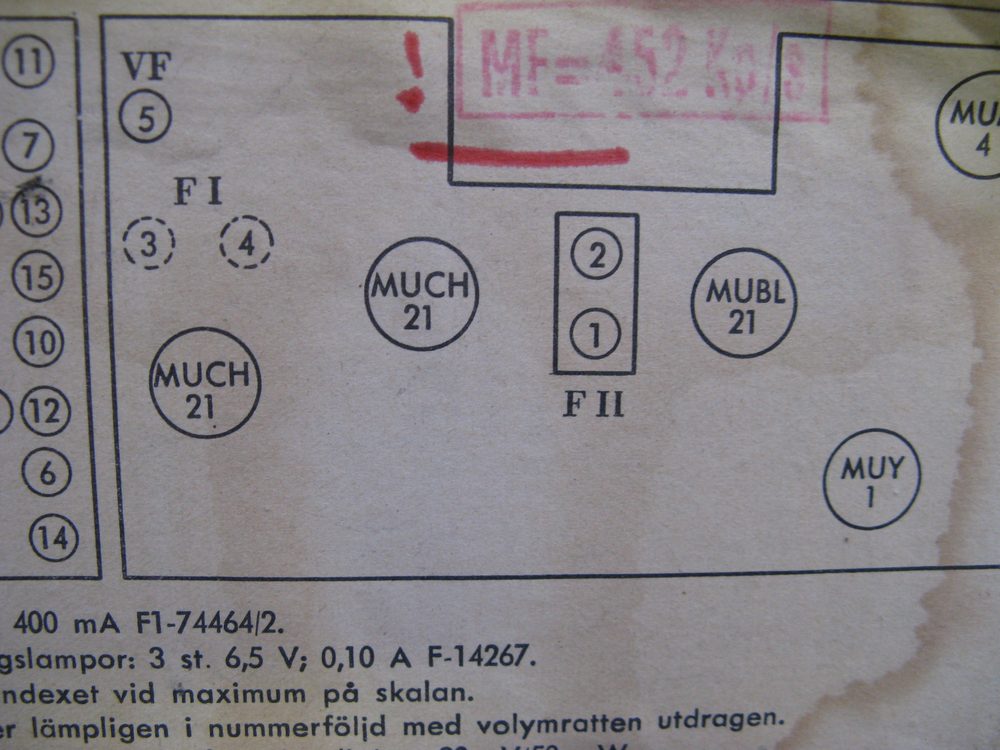 MF=452 Kp/s
11
VF
5
MU
4
7
F I
13
3
4
2
15
MUCH
21
MUBL
21
1
10
MUCH
21
F II
12
MUY
1
6
14
400 mA F1-74464/2.
gslampor: 3 st. 6,5 V; 0,10 A F-14267.
ndexet vid maximum på skalan.
er lämpligen i nummerföljd med volymratten utdragen.